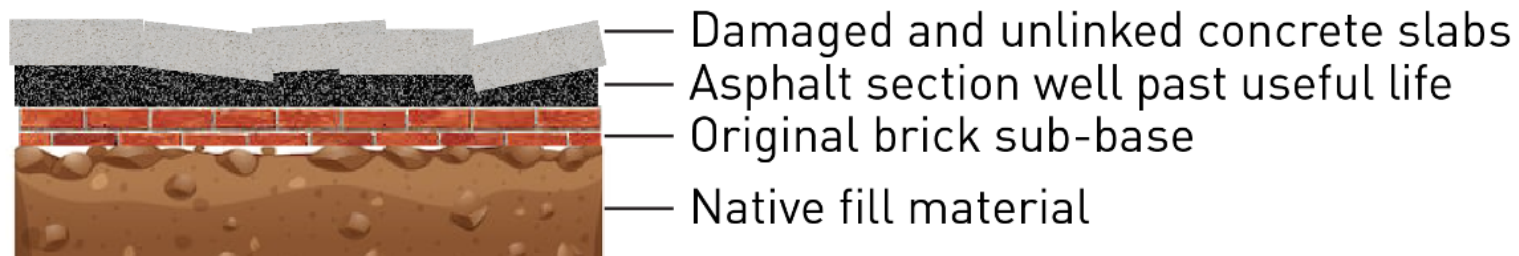 Damaged and unlinked concrete slabs
Asphalt section well past useful life
Original brick sub-base
Native fill material